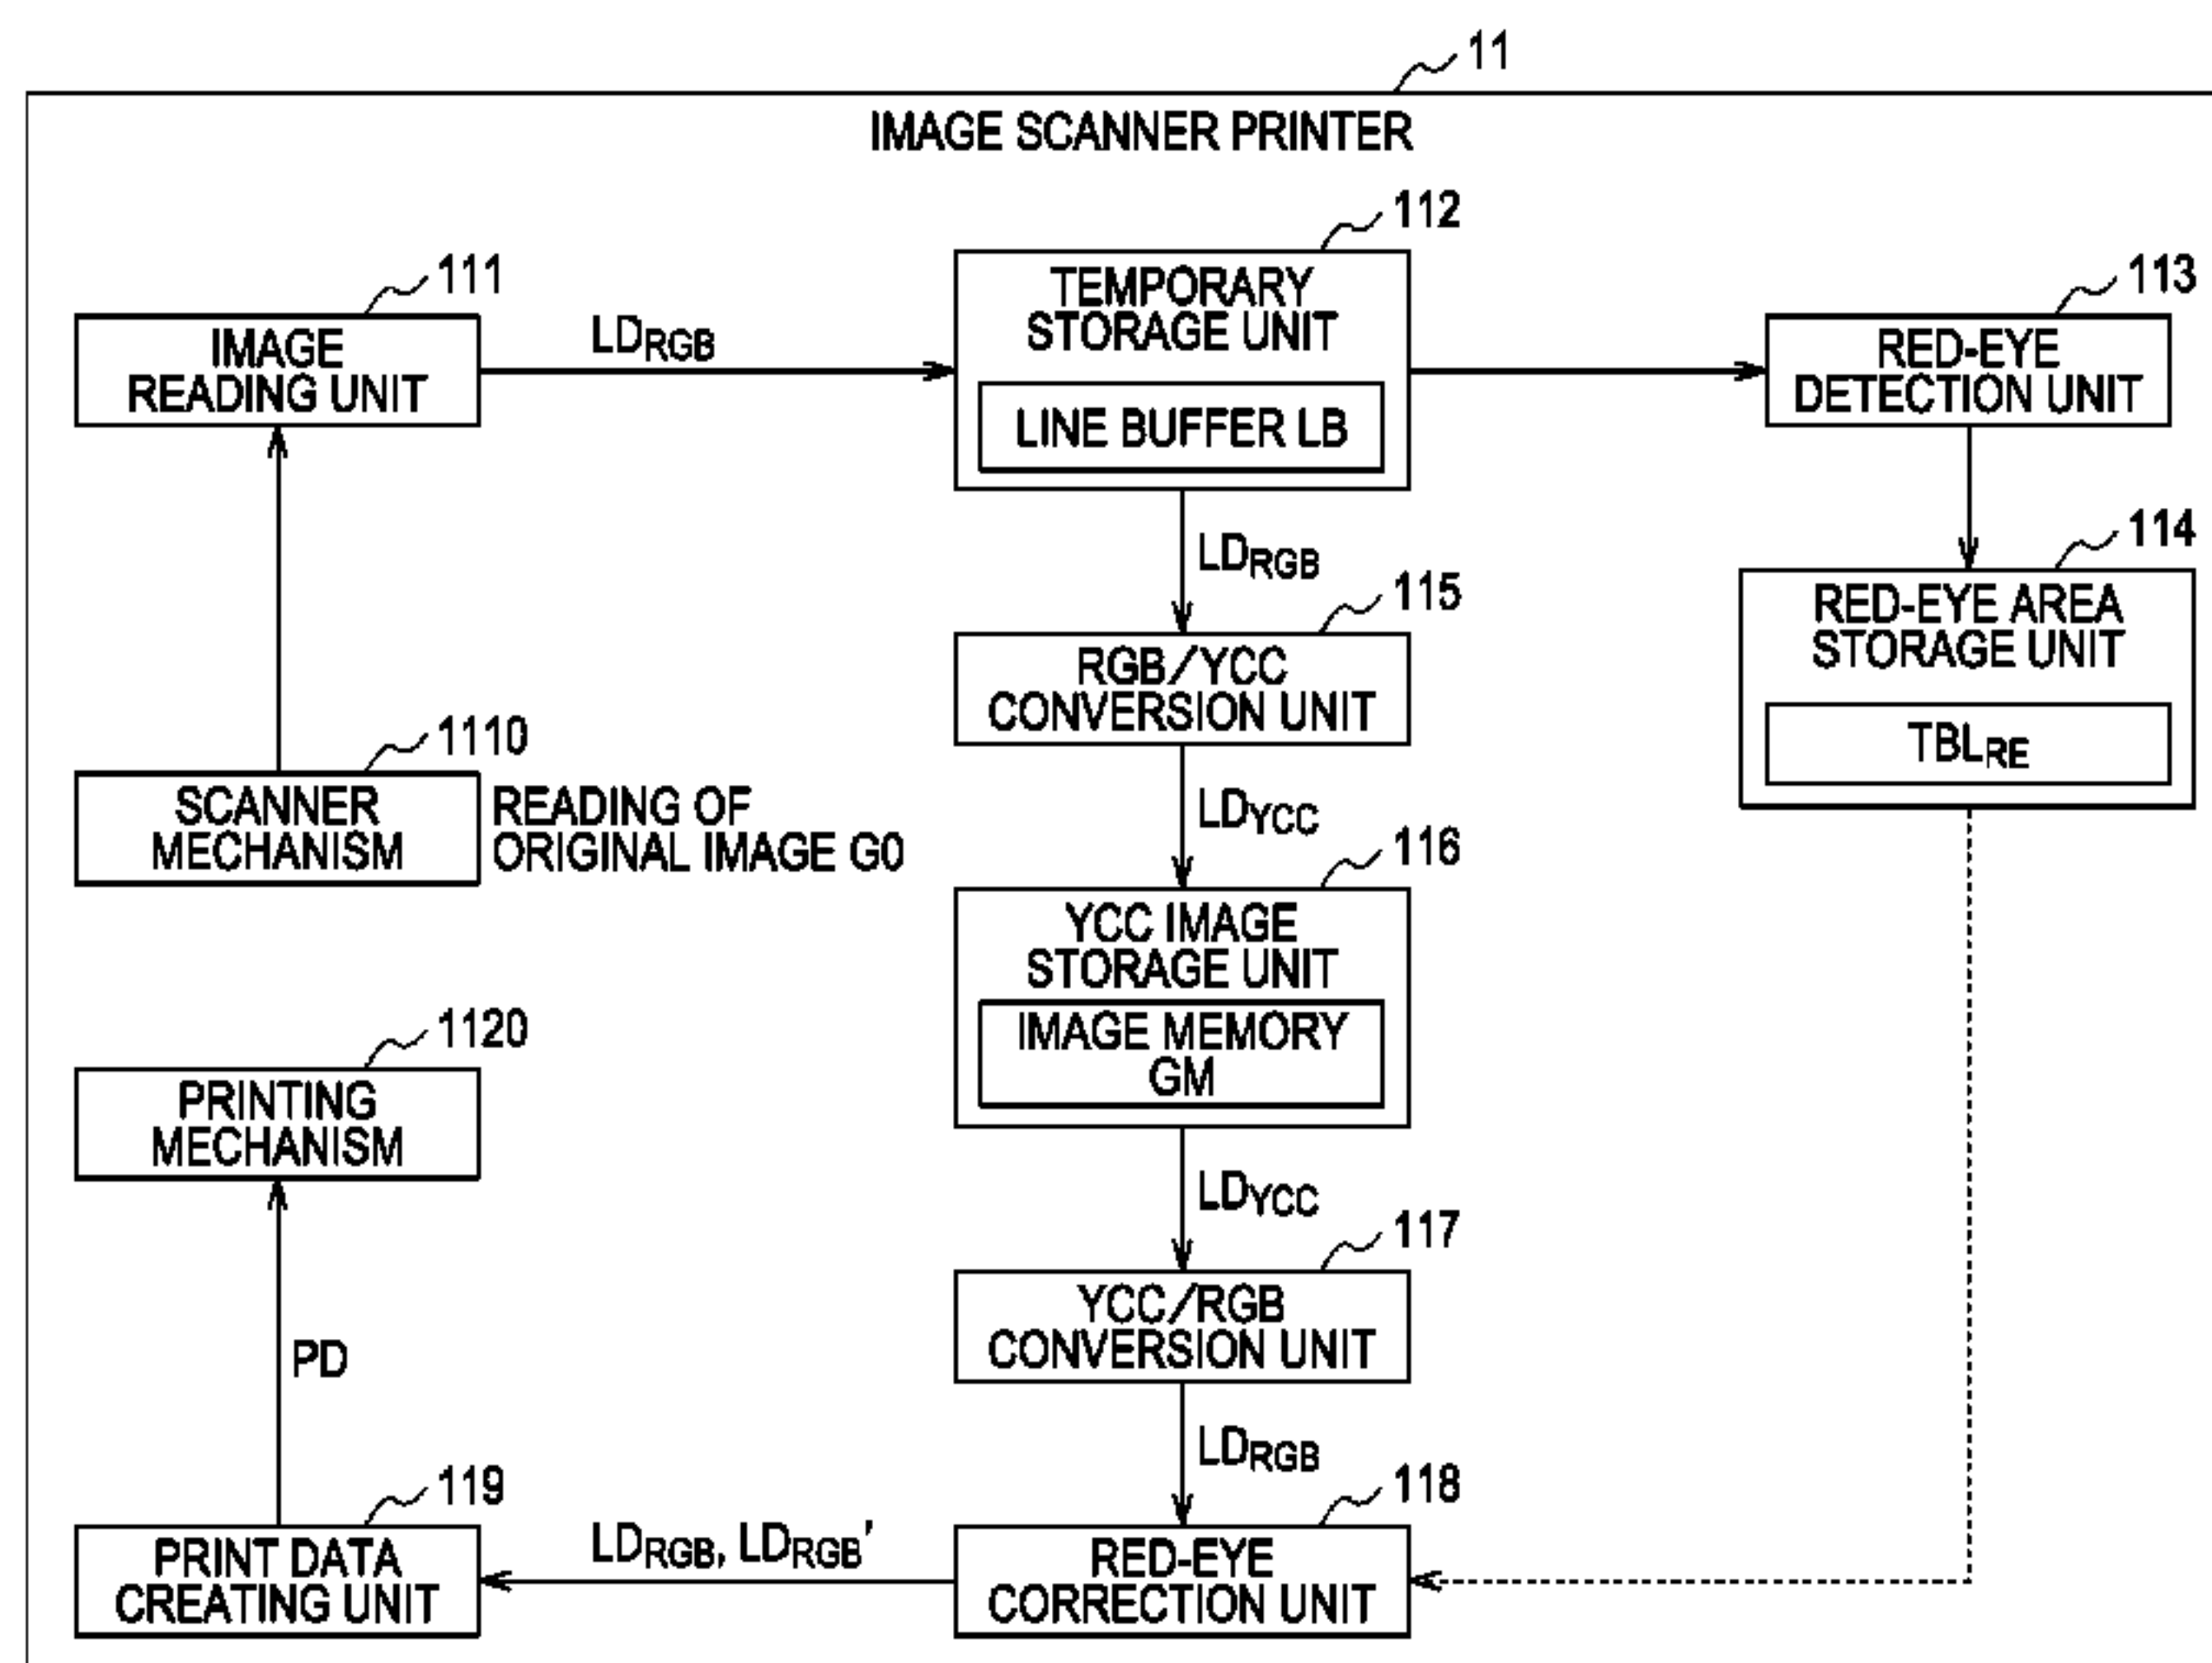 11
IMAGE SCANNER PRINTER
112
TEMPORARY
STORAGE UNIT
LINE BUFFER LB
111
IMAGE
READING UNIT
LDRGB
113
RED-EYE
DETECTION UNIT
LDRGB
114
RED-EYE AREA
STORAGE UNIT
TBLRE
115
RGB/YCC
CONVERSION UNIT
1110
SCANNER
MECHANISM
READING OF
ORIGINAL IMAGE G0
LDYCC
116
YCC IMAGE
STORAGE UNIT
IMAGE MEMORY
GM
1120
PRINTING
MECHANISM
LDYCC
117
YCC/RGB
CONVERSION UNIT
PD
LDRGB
118
RED-EYE
CORRECTION UNIT
LDRGB, LDRGB'
119
PRINT DATA
CREATING UNIT